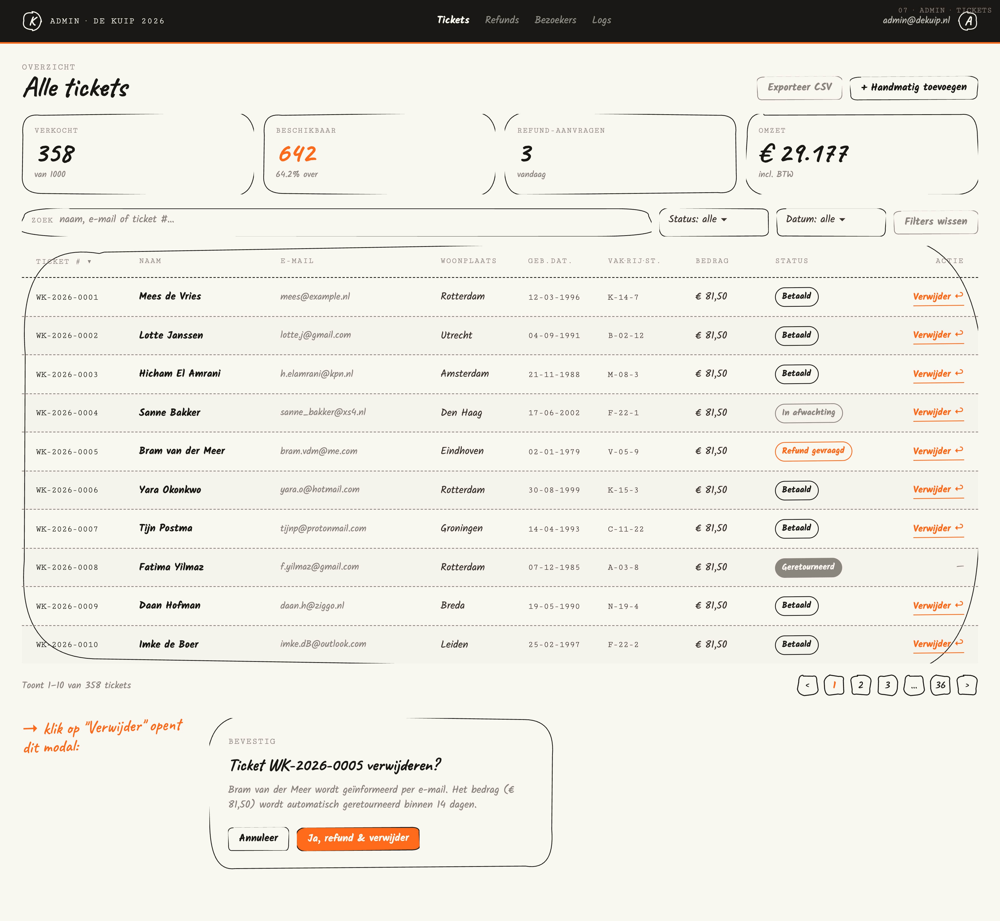 07 · ADMIN · TICKETS
K ADMIN · DE KUIP 2026 Tickets Refunds Bezoekers Logs admin@dekuip.nl A
OVERZICHT
Alle tickets Exporteer CSV + Handmatig toevoegen
VERKOCHT BESCHIKBAAR REFUND-AANVRAGEN OMZET
358 642 3 € 29.177
van 1000 64.2% over vandaag incl. BTW
ZOEK naam, e-mail of ticket #... Status: alle ▾ Datum: alle ▾ Filters wissen
TICKET # ▼ NAAM E-MAIL WOONPLAATS GEB.DAT. VAK·RIJ·ST. BEDRAG STATUS ACTIE
WK-2026-0001 Mees de Vries mees@example.nl Rotterdam 12-03-1996 K-14-7 € 81,50 Betaald Verwijder ↩
WK-2026-0002 Lotte Janssen lotte.j@gmail.com Utrecht 04-09-1991 B-02-12 € 81,50 Betaald Verwijder ↩
WK-2026-0003 Hicham El Amrani h.elamrani@kpn.nl Amsterdam 21-11-1988 M-08-3 € 81,50 Betaald Verwijder ↩
WK-2026-0004 Sanne Bakker sanne_bakker@xs4.nl Den Haag 17-06-2002 F-22-1 € 81,50 In afwachting Verwijder ↩
WK-2026-0005 Bram van der Meer bram.vdm@me.com Eindhoven 02-01-1979 V-05-9 € 81,50 Refund gevraagd Verwijder ↩
WK-2026-0006 Yara Okonkwo yara.o@hotmail.com Rotterdam 30-08-1999 K-15-3 € 81,50 Betaald Verwijder ↩
WK-2026-0007 Tijn Postma tijnp@protonmail.com Groningen 14-04-1993 C-11-22 € 81,50 Betaald Verwijder ↩
WK-2026-0008 Fatima Yilmaz f.yilmaz@gmail.com Rotterdam 07-12-1985 A-03-8 € 81,50 Geretourneerd —
WK-2026-0009 Daan Hofman daan.h@ziggo.nl Breda 19-05-1990 N-19-4 € 81,50 Betaald Verwijder ↩
WK-2026-0010 Imke de Boer imke.dB@outlook.com Leiden 25-02-1997 F-22-2 € 81,50 Betaald Verwijder ↩
Toont 1–10 van 358 tickets < 1 2 3 ... 36 >
→ klik op "Verwijder" opent
dit modal:
BEVESTIG
Ticket WK-2026-0005 verwijderen?
Bram van der Meer wordt geïnformeerd per e-mail. Het bedrag (€
81,50) wordt automatisch geretourneerd binnen 14 dagen.
Annuleer Ja, refund & verwijder